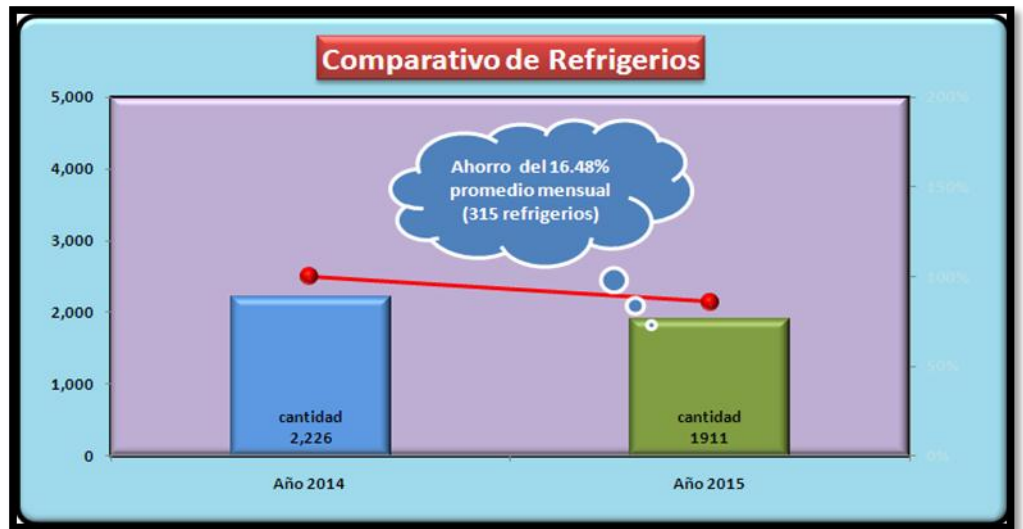 Comparativo de Refrigerios
5,000
4,000
3,000
2,000
1,000
0
200%
150%
100%
50%
0%
Ahorro del 16.48%
promedio mensual
(315 refrigerios)
cantidad
2,226
cantidad
1911
Año 2014
Año 2015